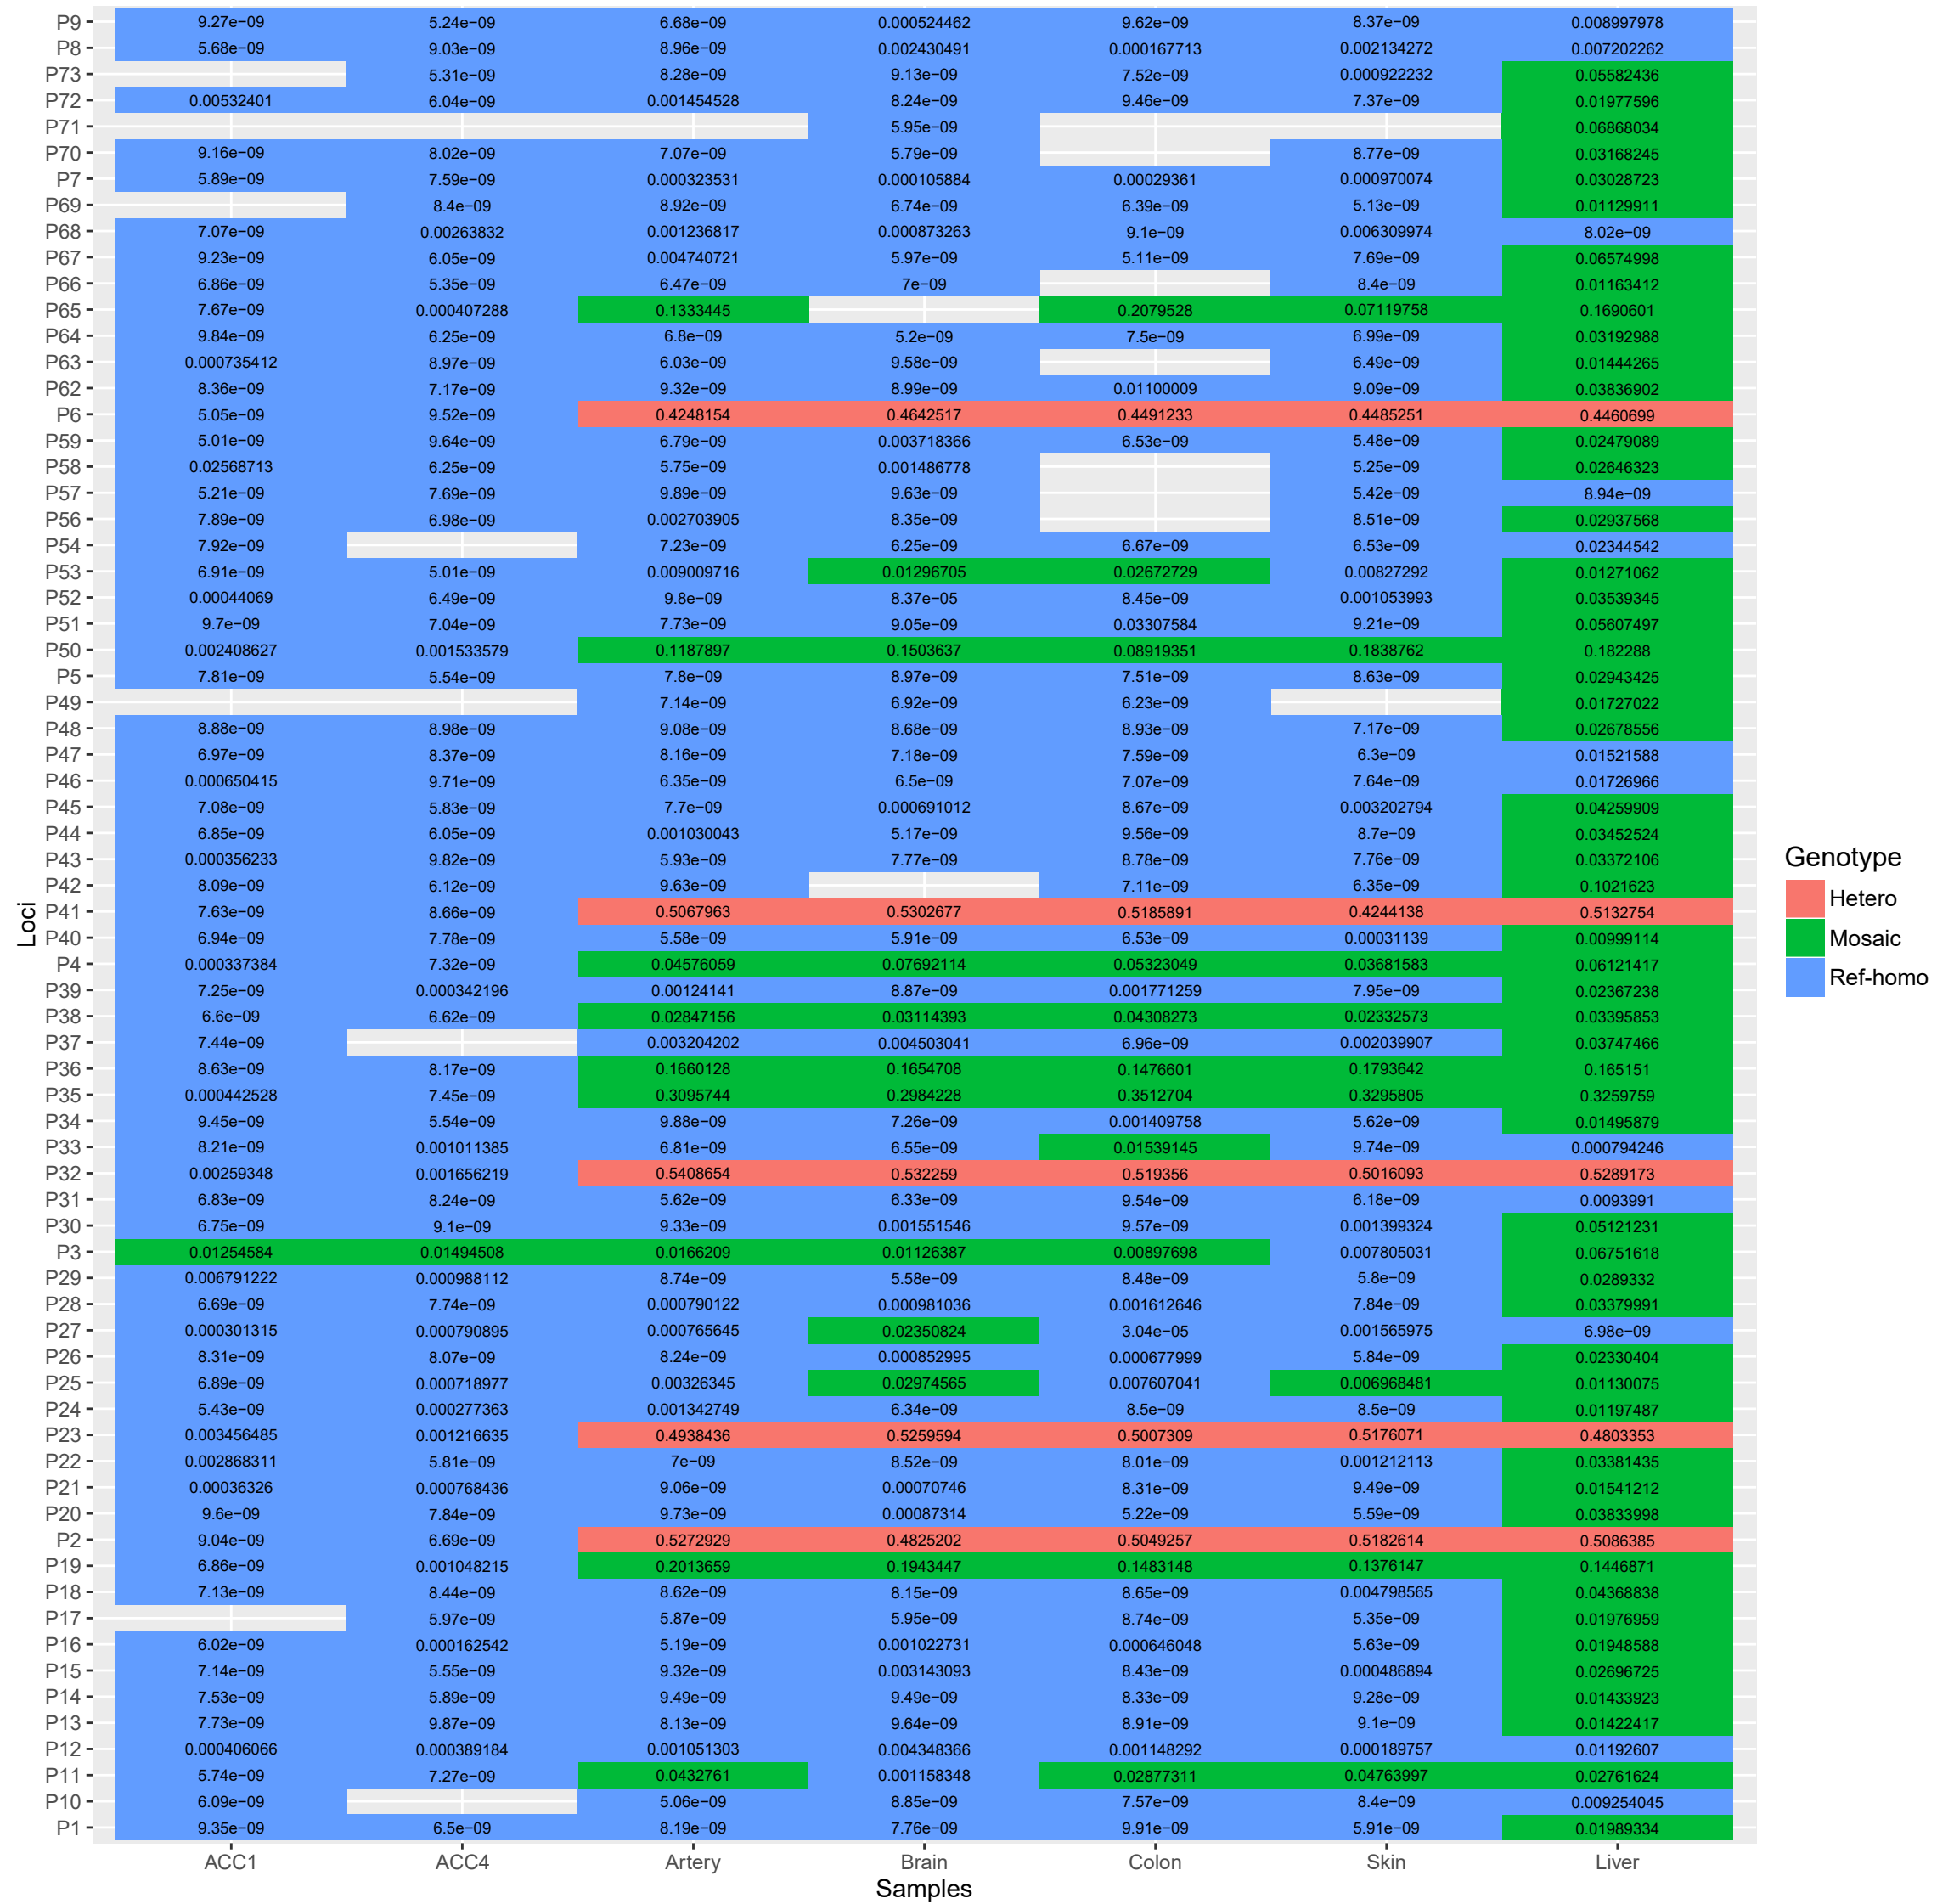 P9 9.27e−09 5.24e−09 6.68e−09 0.000524462 9.62e−09 8.37e−09 0.008997978
P8 5.68e−09 9.03e−09 8.96e−09 0.002430491 0.000167713 0.002134272 0.007202262
P73 5.31e−09 8.28e−09 9.13e−09 7.52e−09 0.000922232 0.05582436
P72 0.00532401 6.04e−09 0.001454528 8.24e−09 9.46e−09 7.37e−09 0.01977596
P71 5.95e−09 0.06868034
P70 9.16e−09 8.02e−09 7.07e−09 5.79e−09 8.77e−09 0.03168245
P7 5.89e−09 7.59e−09 0.000323531 0.000105884 0.00029361 0.000970074 0.03028723
P69 8.4e−09 8.92e−09 6.74e−09 6.39e−09 5.13e−09 0.01129911
P68 7.07e−09 0.00263832 0.001236817 0.000873263 9.1e−09 0.006309974 8.02e−09
P67 9.23e−09 6.05e−09 0.004740721 5.97e−09 5.11e−09 7.69e−09 0.06574998
P66 6.86e−09 5.35e−09 6.47e−09 7e−09 8.4e−09 0.01163412
P65 7.67e−09 0.000407288 0.1333445 0.2079528 0.07119758 0.1690601
P64 9.84e−09 6.25e−09 6.8e−09 5.2e−09 7.5e−09 6.99e−09 0.03192988
P63 0.000735412 8.97e−09 6.03e−09 9.58e−09 6.49e−09 0.01444265
P62 8.36e−09 7.17e−09 9.32e−09 8.99e−09 0.01100009 9.09e−09 0.03836902
P6 5.05e−09 9.52e−09 0.4248154 0.4642517 0.4491233 0.4485251 0.4460699
P59 5.01e−09 9.64e−09 6.79e−09 0.003718366 6.53e−09 5.48e−09 0.02479089
P58 0.02568713 6.25e−09 5.75e−09 0.001486778 5.25e−09 0.02646323
P57 5.21e−09 7.69e−09 9.89e−09 9.63e−09 5.42e−09 8.94e−09
P56 7.89e−09 6.98e−09 0.002703905 8.35e−09 8.51e−09 0.02937568
P54 7.92e−09 7.23e−09 6.25e−09 6.67e−09 6.53e−09 0.02344542
P53 6.91e−09 5.01e−09 0.009009716 0.01296705 0.02672729 0.00827292 0.01271062
P52 0.00044069 6.49e−09 9.8e−09 8.37e−05 8.45e−09 0.001053993 0.03539345
P51 9.7e−09 7.04e−09 7.73e−09 9.05e−09 0.03307584 9.21e−09 0.05607497
P50 0.002408627 0.001533579 0.1187897 0.1503637 0.08919351 0.1838762 0.182288
P5 7.81e−09 5.54e−09 7.8e−09 8.97e−09 7.51e−09 8.63e−09 0.02943425
P49 7.14e−09 6.92e−09 6.23e−09 0.01727022
P48 8.88e−09 8.98e−09 9.08e−09 8.68e−09 8.93e−09 7.17e−09 0.02678556
P47 6.97e−09 8.37e−09 8.16e−09 7.18e−09 7.59e−09 6.3e−09 0.01521588
P46 0.000650415 9.71e−09 6.35e−09 6.5e−09 7.07e−09 7.64e−09 0.01726966
P45 7.08e−09 5.83e−09 7.7e−09 0.000691012 8.67e−09 0.003202794 0.04259909
P44 6.85e−09 6.05e−09 0.001030043 5.17e−09 9.56e−09 8.7e−09 0.03452524
P43 0.000356233 9.82e−09 5.93e−09 7.77e−09 8.78e−09 7.76e−09 0.03372106
P42 8.09e−09 6.12e−09 9.63e−09 7.11e−09 6.35e−09 0.1021623
P41 7.63e−09 8.66e−09 0.5067963 0.5302677 0.5185891 0.4244138 0.5132754
P40 6.94e−09 7.78e−09 5.58e−09 5.91e−09 6.53e−09 0.00031139 0.00999114
P4 0.000337384 7.32e−09 0.04576059 0.07692114 0.05323049 0.03681583 0.06121417
P39 7.25e−09 0.000342196 0.00124141 8.87e−09 0.001771259 7.95e−09 0.02367238
P38 6.6e−09 6.62e−09 0.02847156 0.03114393 0.04308273 0.02332573 0.03395853
P37 7.44e−09 0.003204202 0.004503041 6.96e−09 0.002039907 0.03747466
P36 8.63e−09 8.17e−09 0.1660128 0.1654708 0.1476601 0.1793642 0.165151
P35 0.000442528 7.45e−09 0.3095744 0.2984228 0.3512704 0.3295805 0.3259759
P34 9.45e−09 5.54e−09 9.88e−09 7.26e−09 0.001409758 5.62e−09 0.01495879
P33 8.21e−09 0.001011385 6.81e−09 6.55e−09 0.01539145 9.74e−09 0.000794246
P32 0.00259348 0.001656219 0.5408654 0.532259 0.519356 0.5016093 0.5289173
P31 6.83e−09 8.24e−09 5.62e−09 6.33e−09 9.54e−09 6.18e−09 0.0093991
P30 6.75e−09 9.1e−09 9.33e−09 0.001551546 9.57e−09 0.001399324 0.05121231
P3 0.01254584 0.01494508 0.0166209 0.01126387 0.00897698 0.007805031 0.06751618
P29 0.006791222 0.000988112 8.74e−09 5.58e−09 8.48e−09 5.8e−09 0.0289332
P28 6.69e−09 7.74e−09 0.000790122 0.000981036 0.001612646 7.84e−09 0.03379991
P27 0.000301315 0.000790895 0.000765645 0.02350824 3.04e−05 0.001565975 6.98e−09
P26 8.31e−09 8.07e−09 8.24e−09 0.000852995 0.000677999 5.84e−09 0.02330404
P25 6.89e−09 0.000718977 0.00326345 0.02974565 0.007607041 0.006968481 0.01130075
P24 5.43e−09 0.000277363 0.001342749 6.34e−09 8.5e−09 8.5e−09 0.01197487
P23 0.003456485 0.001216635 0.4938436 0.5259594 0.5007309 0.5176071 0.4803353
P22 0.002868311 5.81e−09 7e−09 8.52e−09 8.01e−09 0.001212113 0.03381435
P21 0.00036326 0.000768436 9.06e−09 0.00070746 8.31e−09 9.49e−09 0.01541212
P20 9.6e−09 7.84e−09 9.73e−09 0.00087314 5.22e−09 5.59e−09 0.03833998
P2 9.04e−09 6.69e−09 0.5272929 0.4825202 0.5049257 0.5182614 0.5086385
P19 6.86e−09 0.001048215 0.2013659 0.1943447 0.1483148 0.1376147 0.1446871
P18 7.13e−09 8.44e−09 8.62e−09 8.15e−09 8.65e−09 0.004798565 0.04368838
P17 5.97e−09 5.87e−09 5.95e−09 8.74e−09 5.35e−09 0.01976959
P16 6.02e−09 0.000162542 5.19e−09 0.001022731 0.000646048 5.63e−09 0.01948588
P15 7.14e−09 5.55e−09 9.32e−09 0.003143093 8.43e−09 0.000486894 0.02696725
P14 7.53e−09 5.89e−09 9.49e−09 9.49e−09 8.33e−09 9.28e−09 0.01433923
P13 7.73e−09 9.87e−09 8.13e−09 9.64e−09 8.91e−09 9.1e−09 0.01422417
P12 0.000406066 0.000389184 0.001051303 0.004348366 0.001148292 0.000189757 0.01192607
P11 5.74e−09 7.27e−09 0.0432761 0.001158348 0.02877311 0.04763997 0.02761624
P10 6.09e−09 5.06e−09 8.85e−09 7.57e−09 8.4e−09 0.009254045
P1 9.35e−09 6.5e−09 8.19e−09 7.76e−09 9.91e−09 5.91e−09 0.01989334
ACC1 ACC4 Artery Brain Colon Skin Liver
Samples
Loci
Genotype
Hetero
Mosaic
Ref-homo